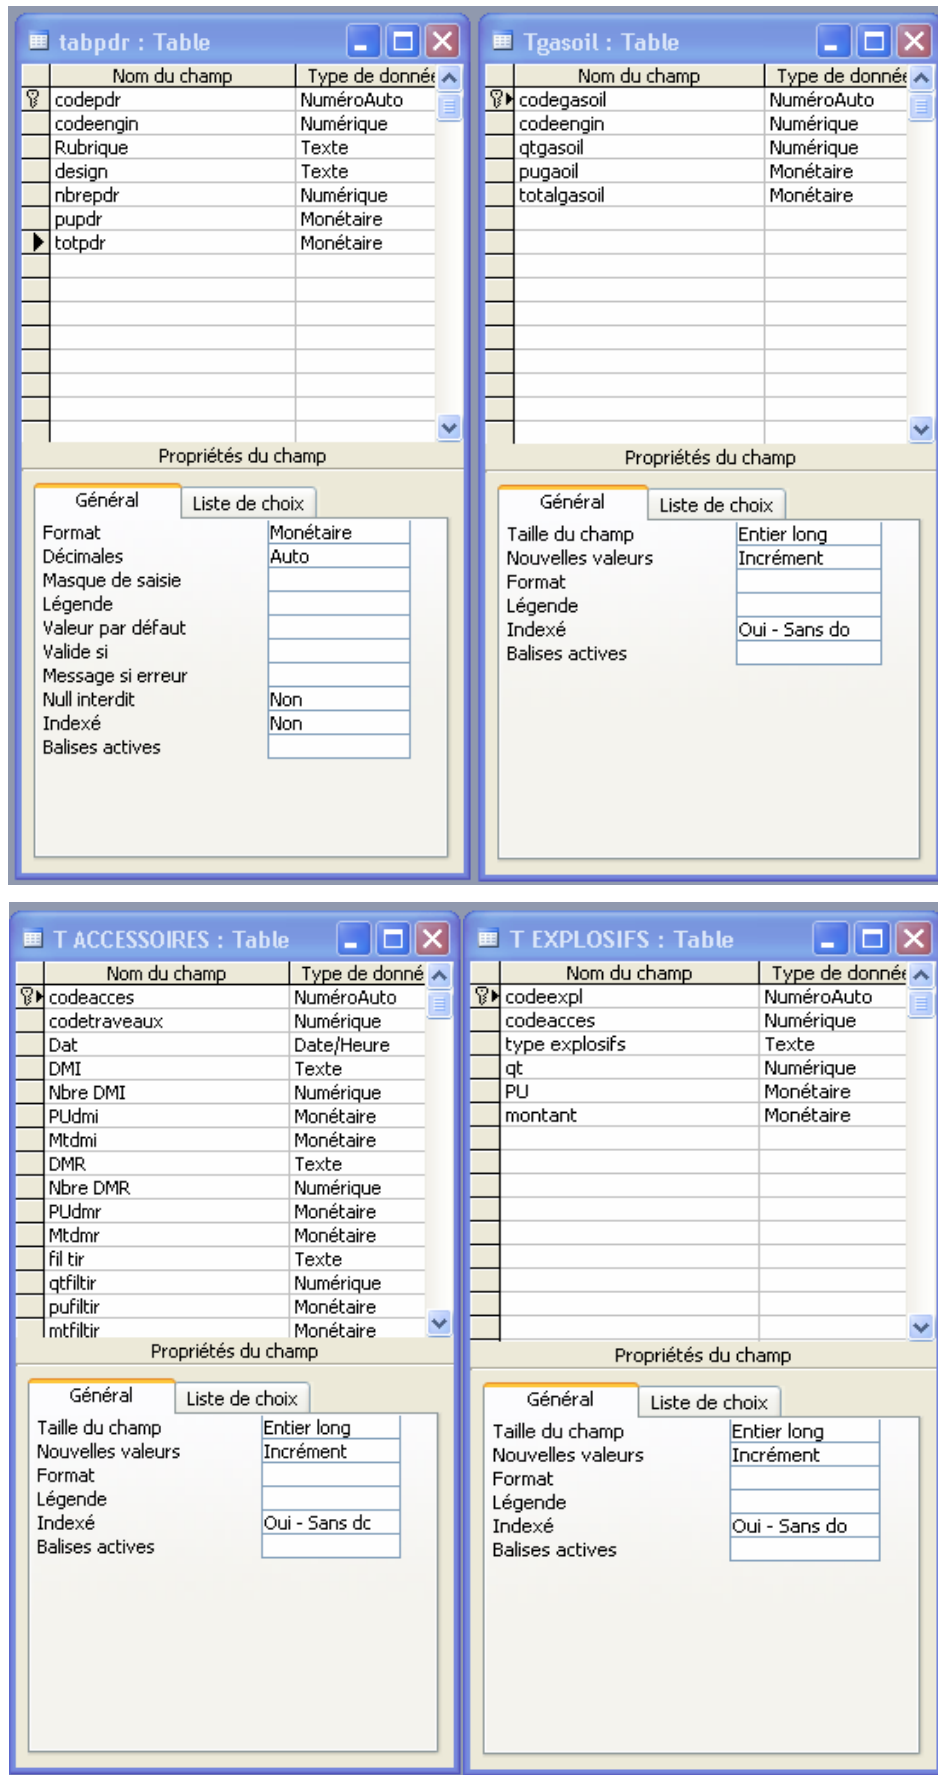 tabpdr : Table
Nom du champ Type de donnée
codepdr NuméroAuto
codeengin Numérique
Rubrique Texte
design Texte
nbrepdr Numérique
pupdr Monétaire
totpdr Monétaire
Propriétés du champ
Général Liste de choix
Format Monétaire
Décimales Auto
Masque de saisie
Légende
Valeur par défaut
Valide si
Message si erreur
Null interdit Non
Indexé Non
Balises actives
Tgasoil : Table
Nom du champ Type de donnée
codegasoil NuméroAuto
codeengin Numérique
qtgasoil Numérique
pugaoil Monétaire
totalgasoil Monétaire
Propriétés du champ
Général Liste de choix
Taille du champ Entier long
Nouvelles valeurs Incrément
Format
Légende
Indexé Oui - Sans do
Balises actives
T ACCESSOIRES : Table
Nom du champ Type de donné
codeacces NuméroAuto
codetraveaux Numérique
Dat Date/Heure
DMI Texte
Nbre DMI Numérique
PUdmi Monétaire
Mtdmi Monétaire
DMR Texte
Nbre DMR Numérique
PUdmr Monétaire
Mtdmr Monétaire
fil tir Texte
qtfiltir Numérique
pufiltir Monétaire
mtfiltir Monétaire
Propriétés du champ
Général Liste de choix
Taille du champ Entier long
Nouvelles valeurs Incrément
Format
Légende
Indexé Oui - Sans dc
Balises actives
T EXPLOSIFS : Table
Nom du champ Type de donnée
codeexpl NuméroAuto
codeacces Numérique
type explosifs Texte
qt Numérique
PU Monétaire
montant Monétaire
Propriétés du champ
Général Liste de choix
Taille du champ Entier long
Nouvelles valeurs Incrément
Format
Légende
Indexé Oui - Sans do
Balises actives